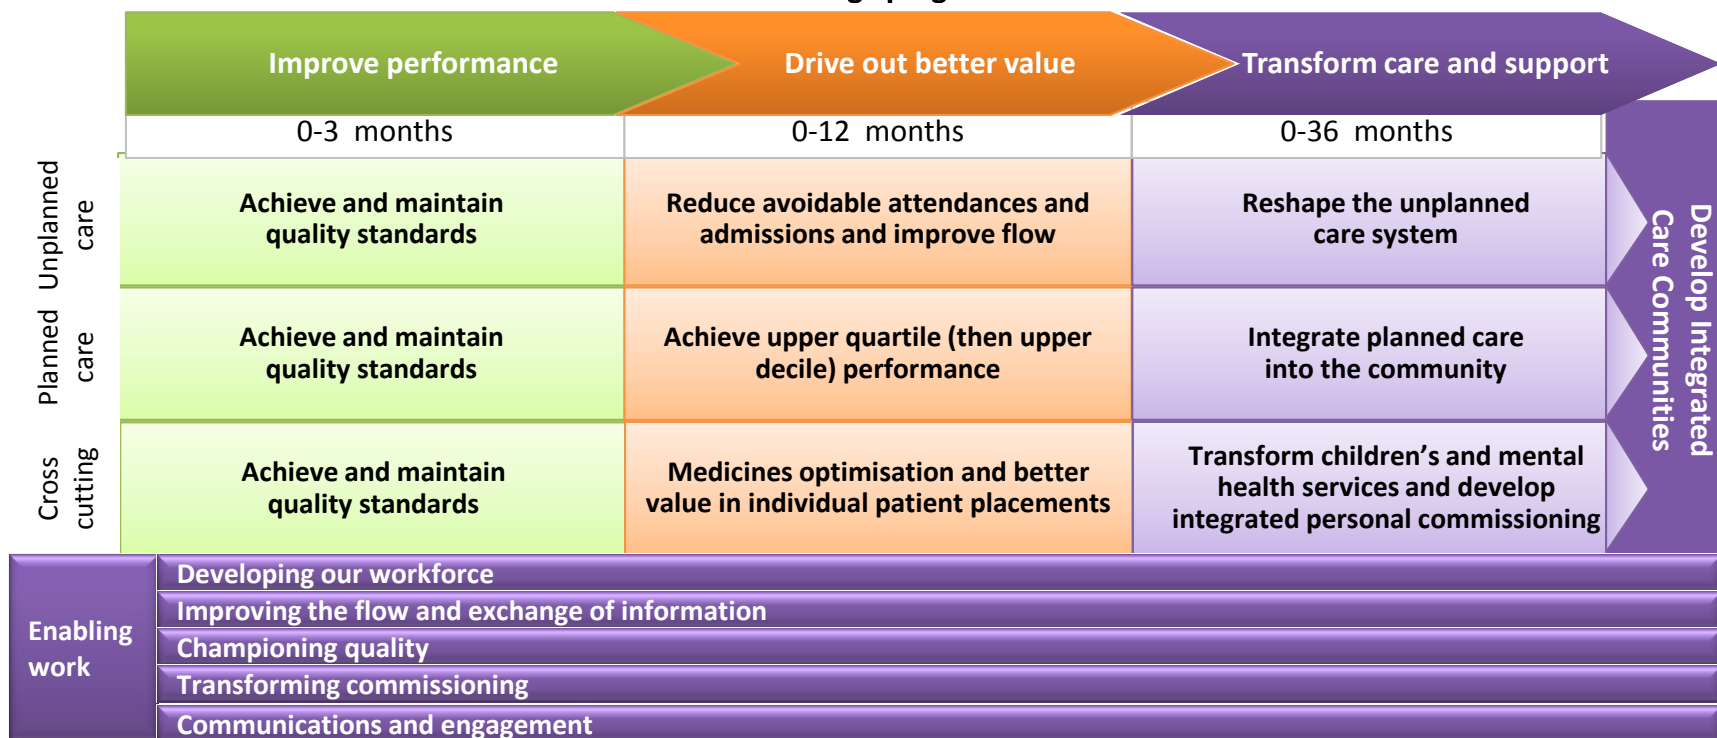 Improve performance
Drive out better value
Transform care and support
0-3 months
0-12 months
0-36 months
Unplanned
care
Achieve and maintain
quality standards
Reduce avoidable attendances and
admissions and improve flow
Reshape the unplanned
care system
Planned
care
Achieve and maintain
quality standards
Achieve upper quartile (then upper
decile) performance
Integrate planned care
into the community
Cross
cutting
Achieve and maintain
quality standards
Medicines optimisation and better
value in individual patient placements
Transform children’s and mental
health services and develop
integrated personal commissioning
Develop Integrated
Care Communities
Enabling
work
Developing our workforce
Improving the flow and exchange of information
Championing quality
Transforming commissioning
Communications and engagement